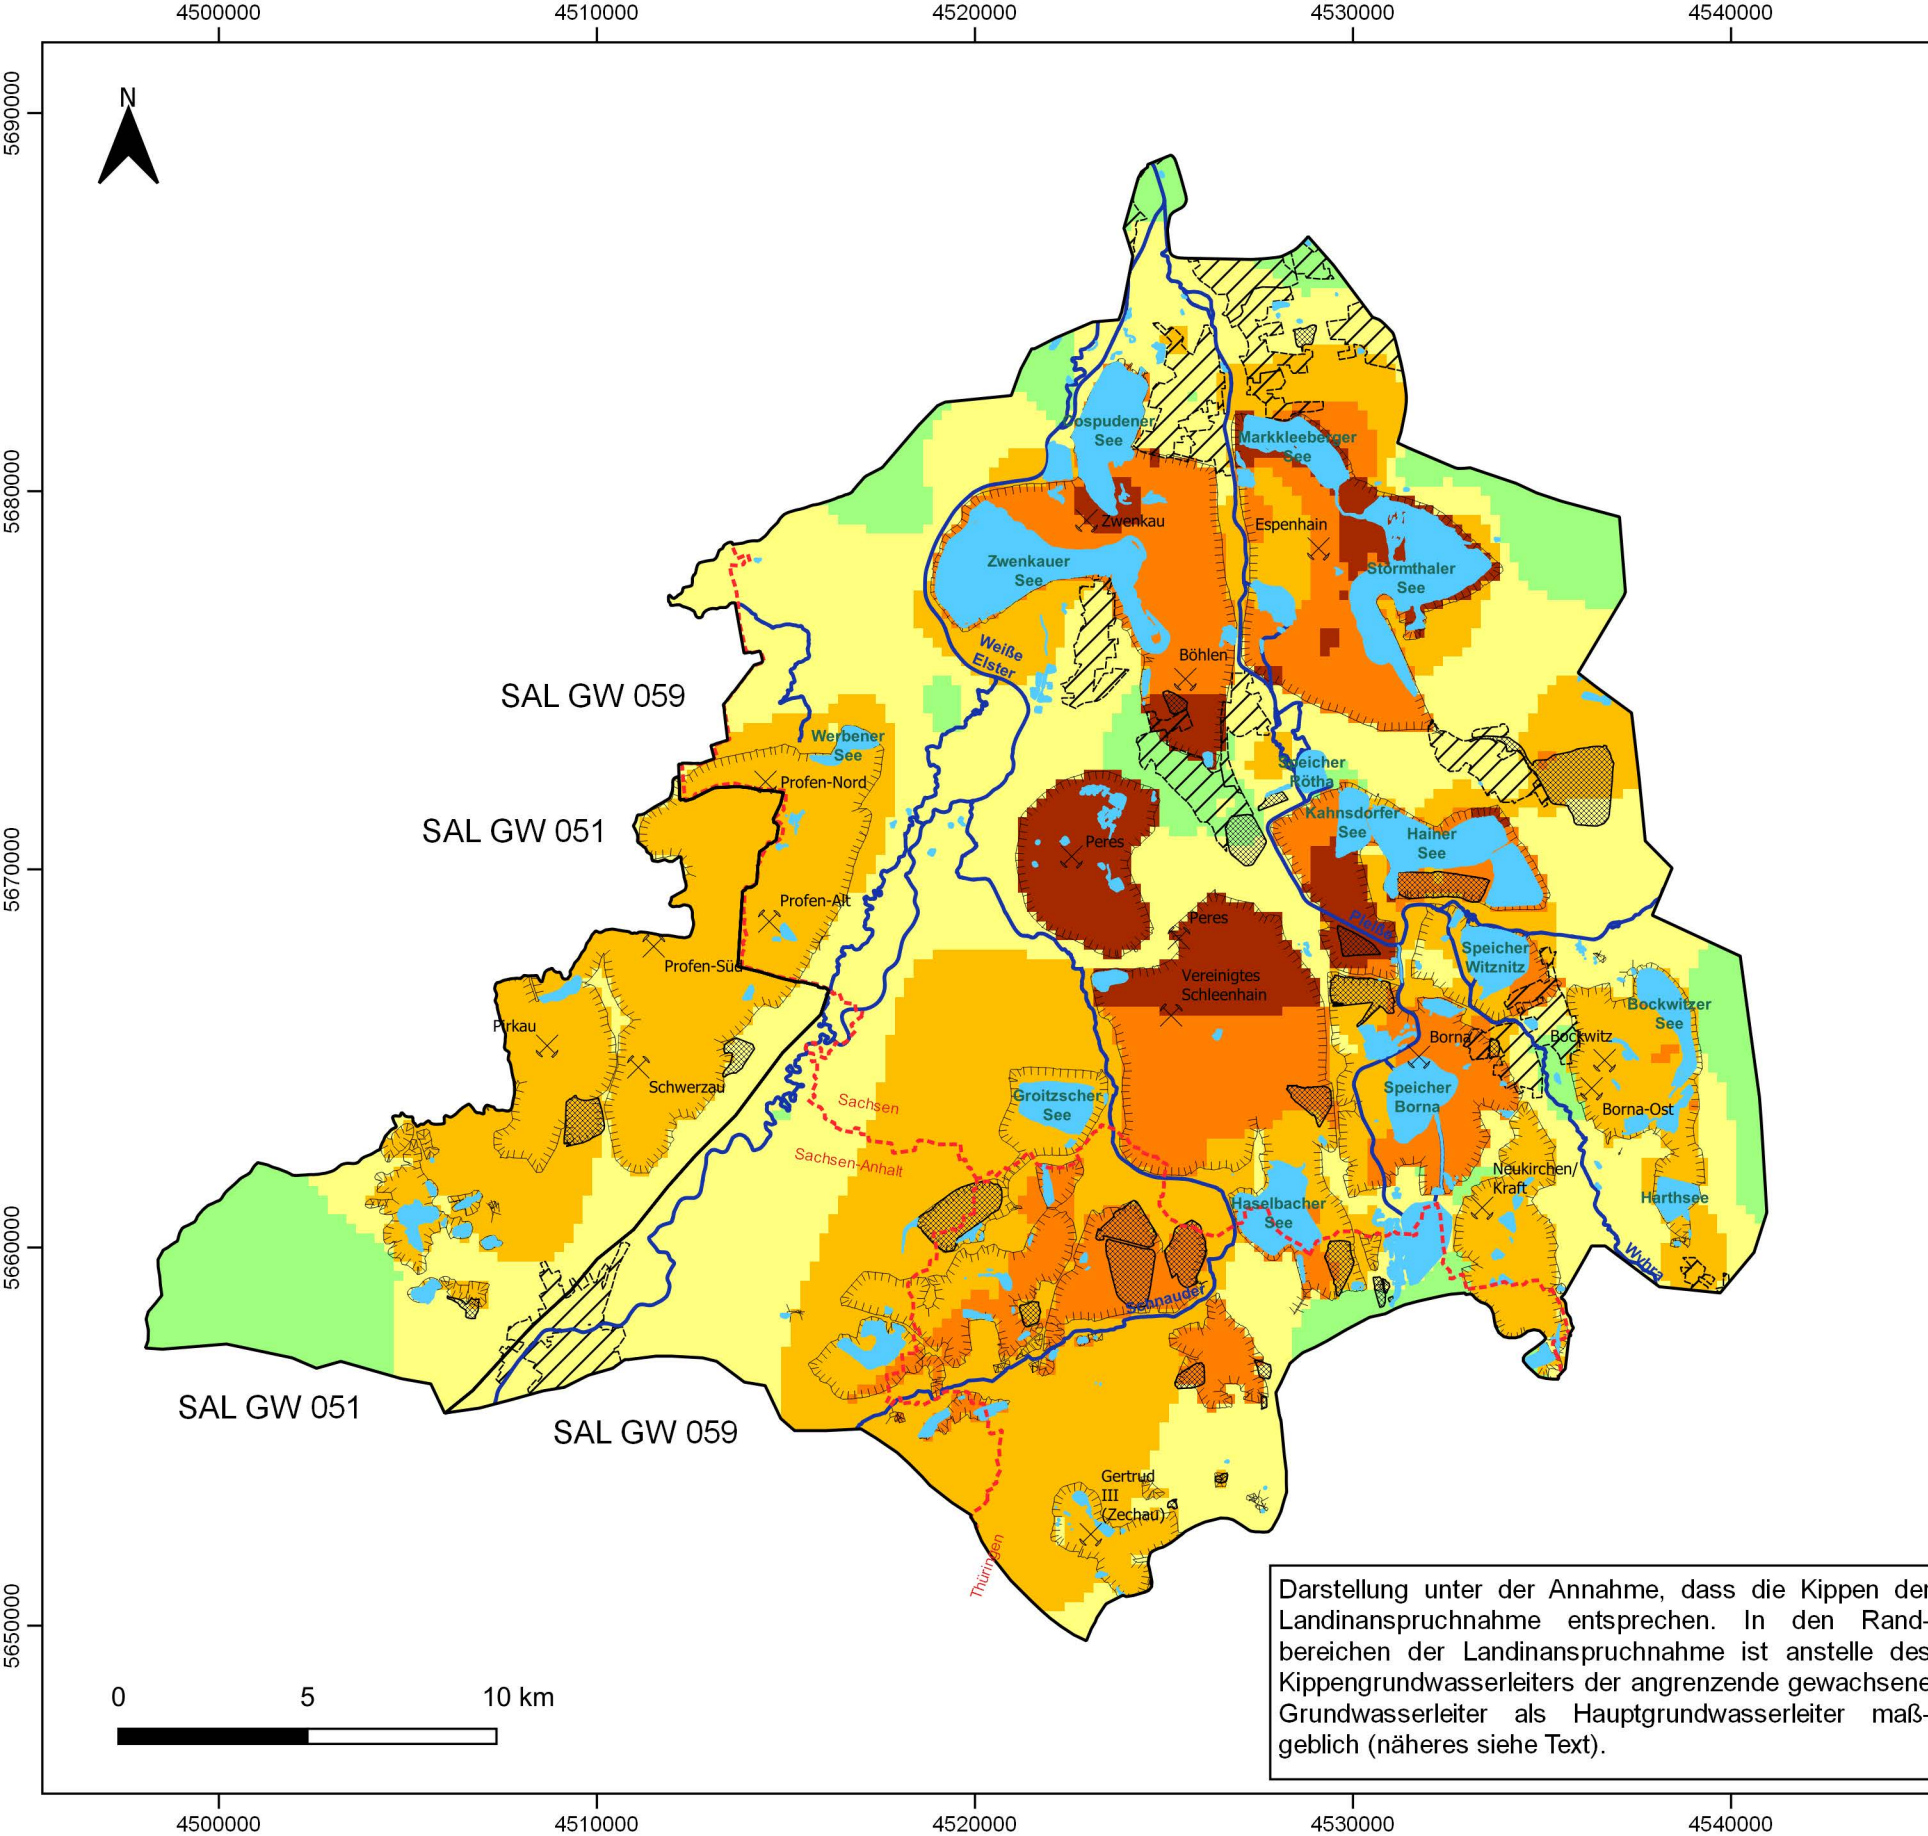 4500000 4510000 4520000 4530000 4540000
5690000
N
5680000
5670000
5660000
5650000
ospudener
See
Markkleeberger
See
Zwenkau
Espenhain
Zwenkauer
See
Störmthaler
See
Weiße
Elster
Böhlen
SAL GW 059
Werbener
See
Speicher
Rötha
Profen-Nord
Kahnsdorfer
See
SAL GW 051
Hainer
See
Peres
Profen-Alt
Peres
Pleiße
Profen-Süd
Speicher
Witznitz
Vereinigtes
Schleenhain
Bockwitzer
See
Pirkau
Borna
Bockwitz
Schwerzau
Groitzscher
See
Speicher
Borna
Sachsen
Borna-Ost
Sachsen-Anhalt
Neukirchen/
Kraft
Harthsee
Haselbacher
See
Wyhra
Schnauder
SAL GW 051
SAL GW 059
Gertrud
III
(Zechau)
Thüringen
Darstellung unter der Annahme, dass die Kippen der
Landinanspruchnahme entsprechen. In den Rand-
bereichen der Landinanspruchnahme ist anstelle des
Kippengrundwasserleiters der angrenzende gewachsene
Grundwasserleiter als Hauptgrundwasserleiter maß-
geblich (näheres siehe Text).
0 5 10 km
4500000 4510000 4520000 4530000 4540000